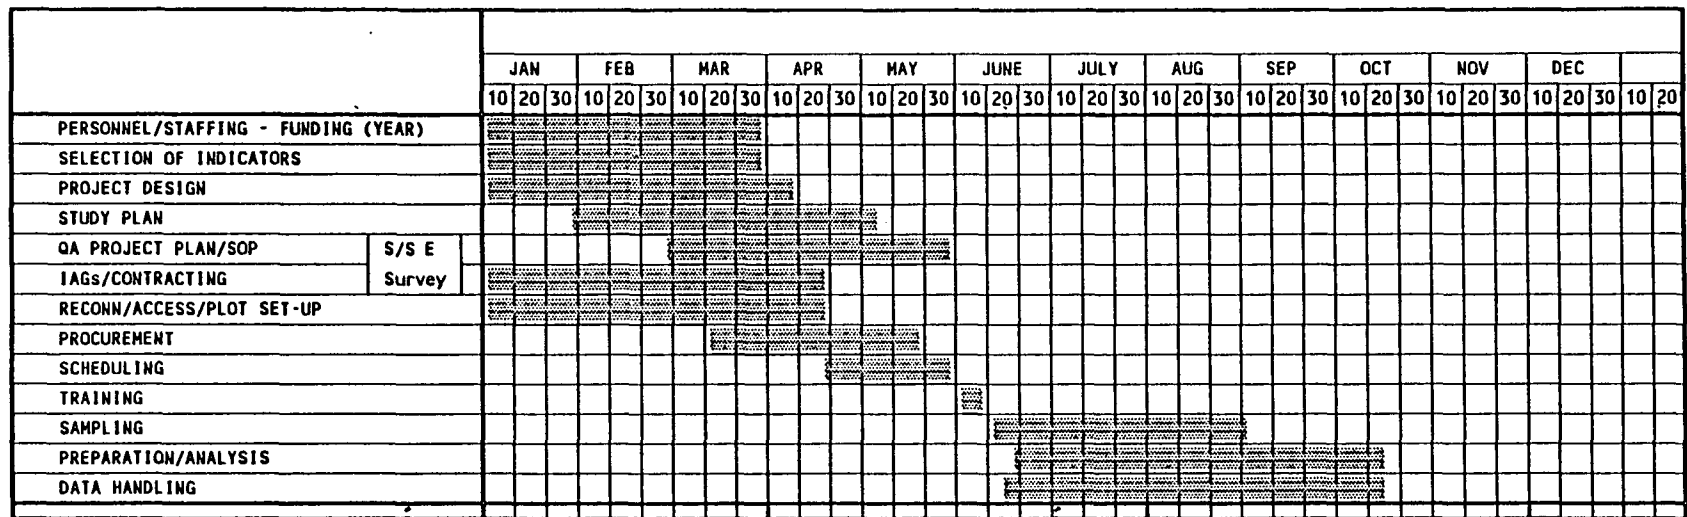 JAN FEB MAR APR MAY JUNE JULY AUG SEP OCT NOV DEC
10 20 30 10 20 30 10 20 30 10 20 30 10 20 30 10 20 30 10 20 30 10 20 30 10 20 30 10 20 30 10 20 30 10 20 30 10 20
PERSONNEL/STAFFING - FUNDING (YEAR)
SELECTION OF INDICATORS
PROJECT DESIGN
STUDY PLAN
QA PROJECT PLAN/SOP S/S E
IAGs/CONTRACTING Survey
RECONN/ACCESS/PLOT SET-UP
PROCUREMENT
SCHEDULING
TRAINING
SAMPLING
PREPARATION/ANALYSIS
DATA HANDLING